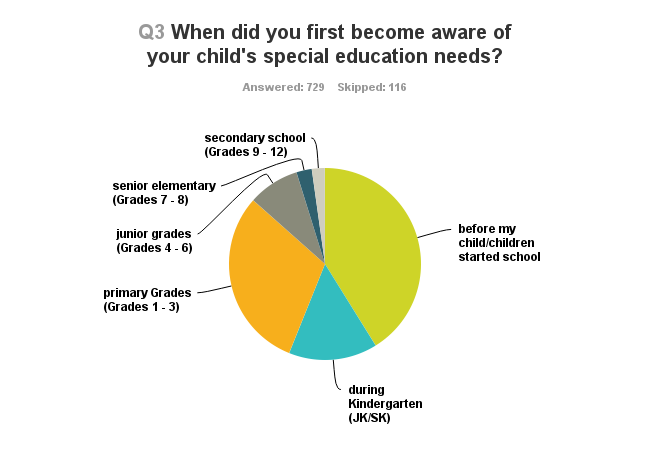 Q3 When did you first become aware of
your child's special education needs?
Answered: 729 Skipped: 116
secondary school
(Grades 9 - 12)
senior elementary
(Grades 7 - 8)
junior grades
(Grades 4 - 6)
before my
child/children
started school
primary Grades
(Grades 1 - 3)
during
Kindergarten
(JK/SK)